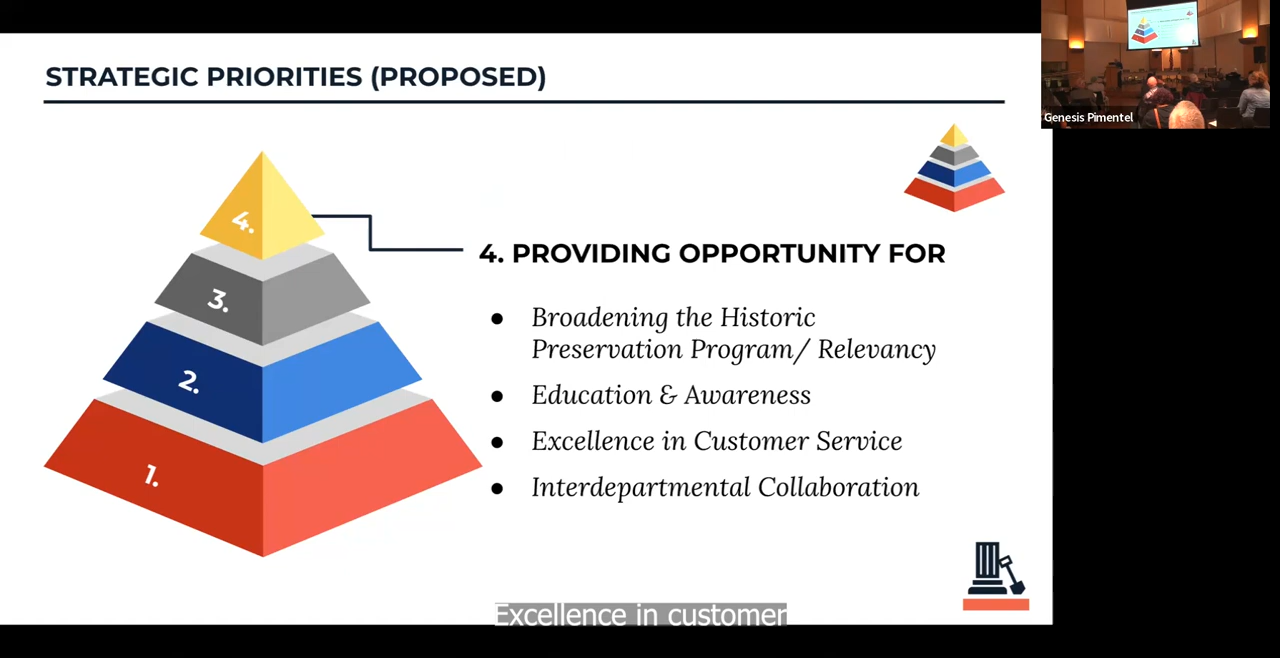 STRATEGIC PRIORITIES (PROPOSED)
Genesis Pimentel
4.
3.
2.
1.
4. PROVIDING OPPORTUNITY FOR
● Broadening the Historic
Preservation Program/ Relevancy
● Education & Awareness
● Excellence in Customer Service
● Interdepartmental Collaboration
Excellence in customer